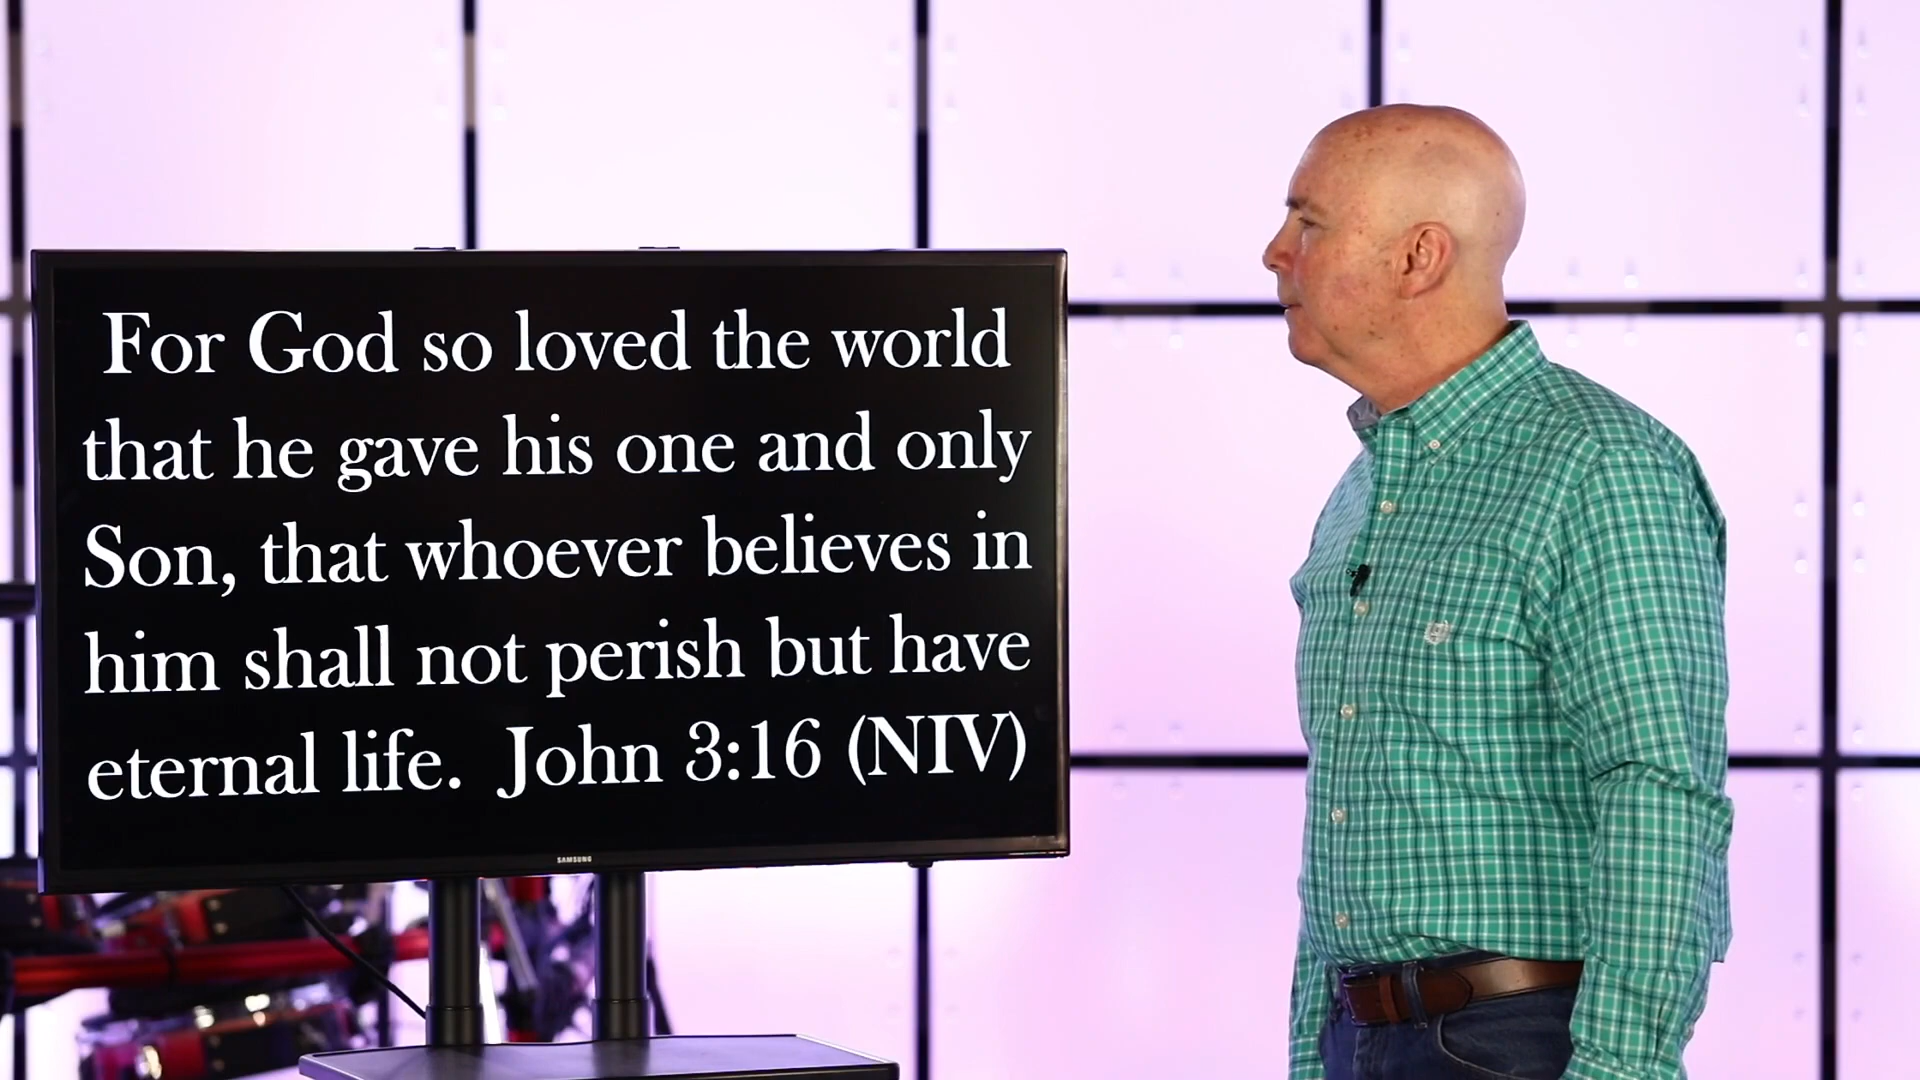 For God so loved the world
that he gave his one and only
Son, that whoever believes in
him shall not perish but have
eternal life.  John 3:16 (NIV)
SAMSUNG